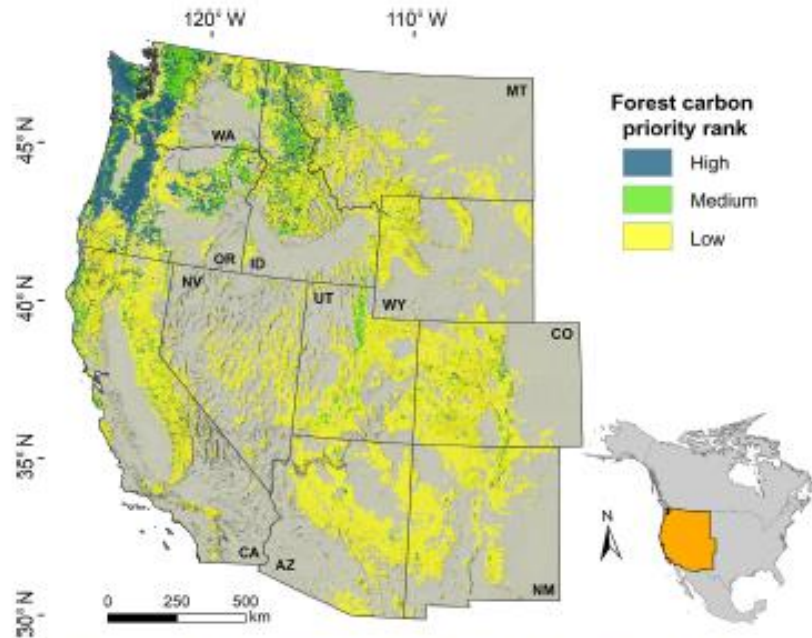 120° W 110° W
MT
Forest carbon
priority rank
High
Medium
Low
45° N
WA
OR ID
40° N
NV
UT
WY
CO
35° N
N
CA AZ
NM
0 250 500
km
30° N